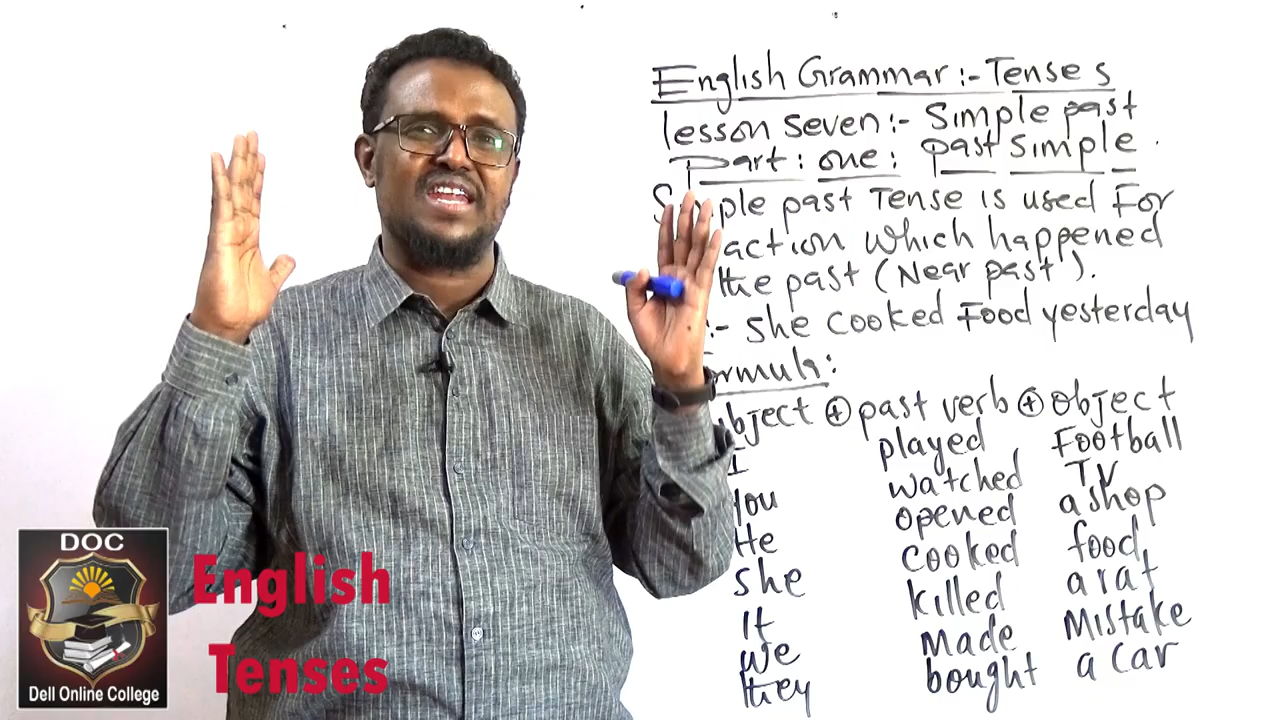 English Grammar:- Tenses
lesson seven:- Simple past
Part: one: past simple.
ple past Tense is used For
action which happened
the past (Near past).
:- She cooked Food yesterday
ormula:
bject + past verb + object
I played Football
You watched TV
He opened a shop
She cooked food
It killed a rat
we Made Mistake
they bought a car
DOC
Dell Online College
English
Tenses